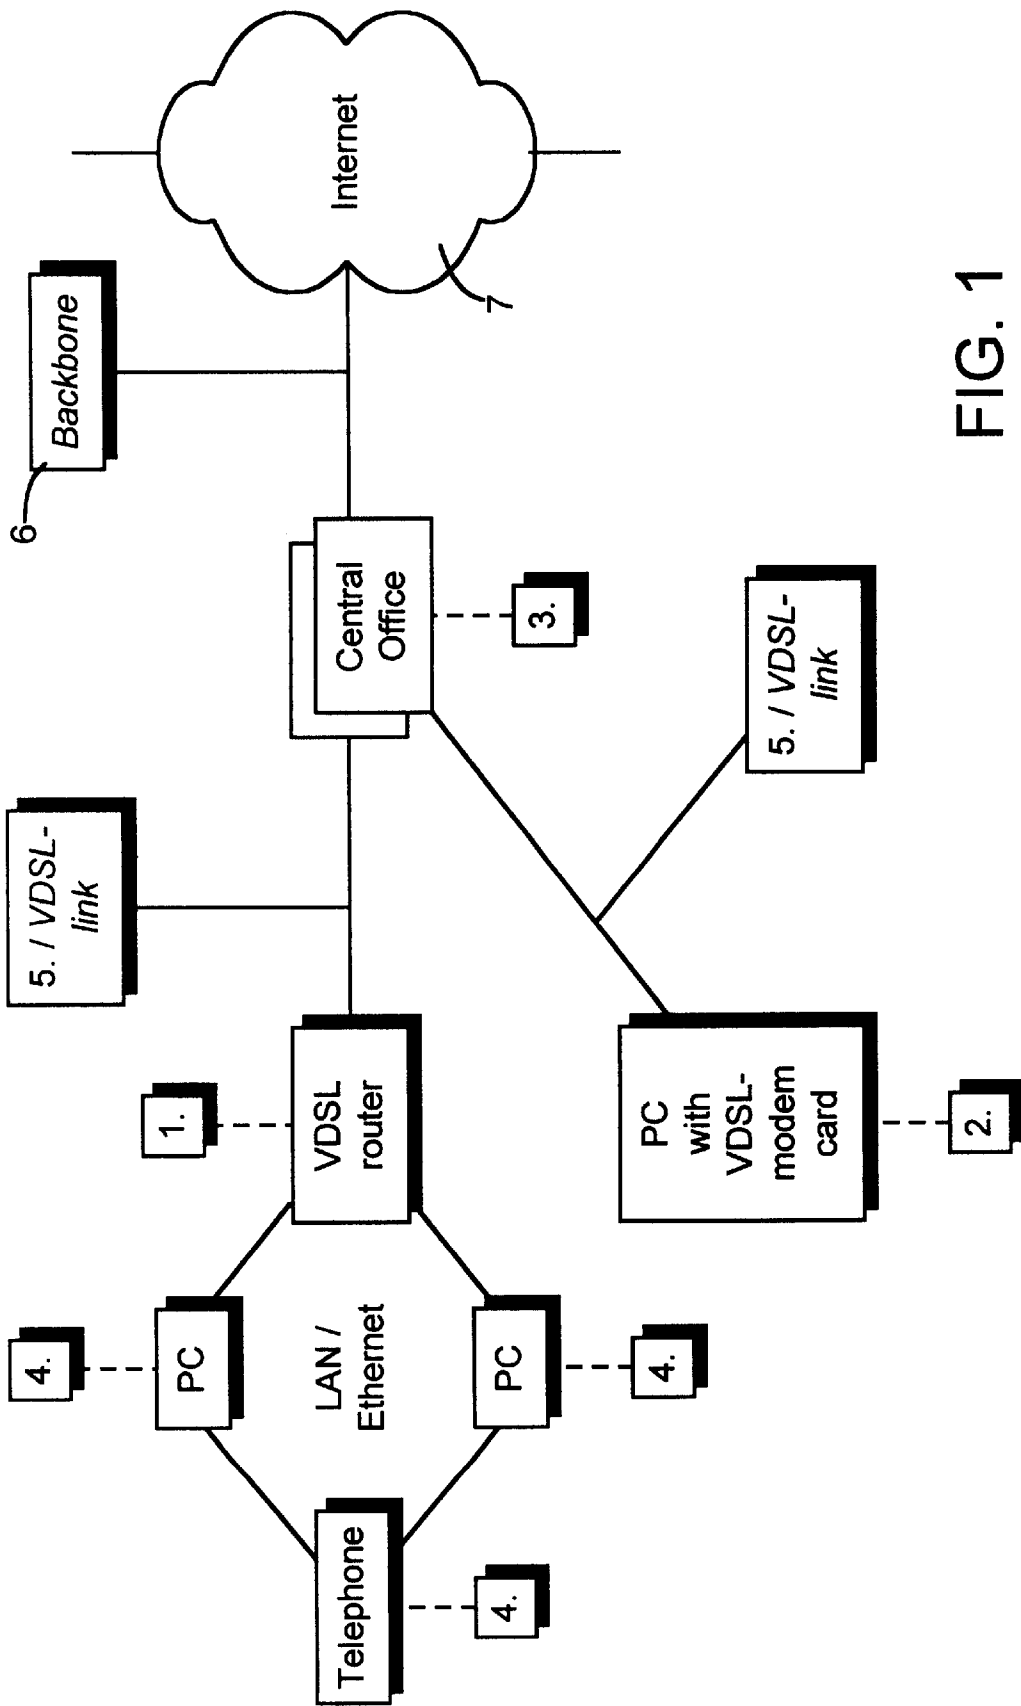 6
Backbone
Internet
7
5. / VDSL-
link
Central
Office
3.
5. / VDSL-
link
1.
VDSL
router
PC
with
VDSL-
modem
card
2.
4.
PC
LAN /
Ethernet
PC
4.
Telephone
4.
FIG. 1